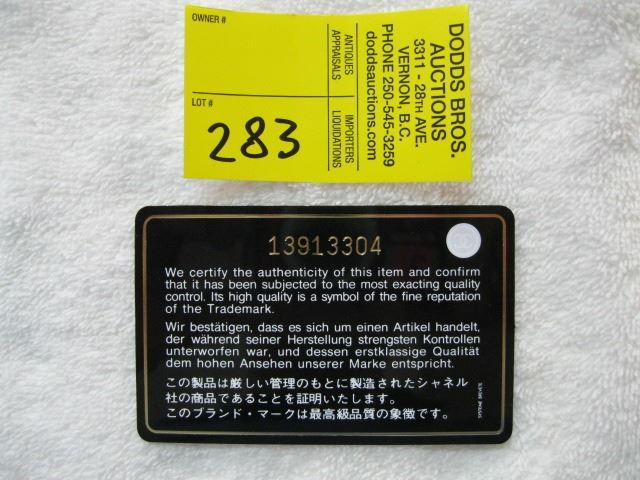 OWNER #
LOT #
283
ANTIQUES
APPRAISALS
IMPORTERS
LIQUIDATIONS
DODDS BROS.
AUCTIONS
3311 - 28TH AVE.
VERNON, B.C.
PHONE 250-545-3259
doddsauctions.com
13913304
We certify the authenticity of this item and confirm
that it has been subjected to the most exacting quality
control. Its high quality is a symbol of the fine reputation
of the Trademark.
Wir bestätigen, dass es sich um einen Artikel handelt,
der während seiner Herstellung strengsten Kontrollen
unterworfen war, und dessen erstklassige Qualität
dem hohen Ansehen unserer Marke entspricht.
この製品は厳しい管理のもとに製造されたシャネル
社の商品であることを証明いたします。
このブランド・マークは最高級品質の象徴です。